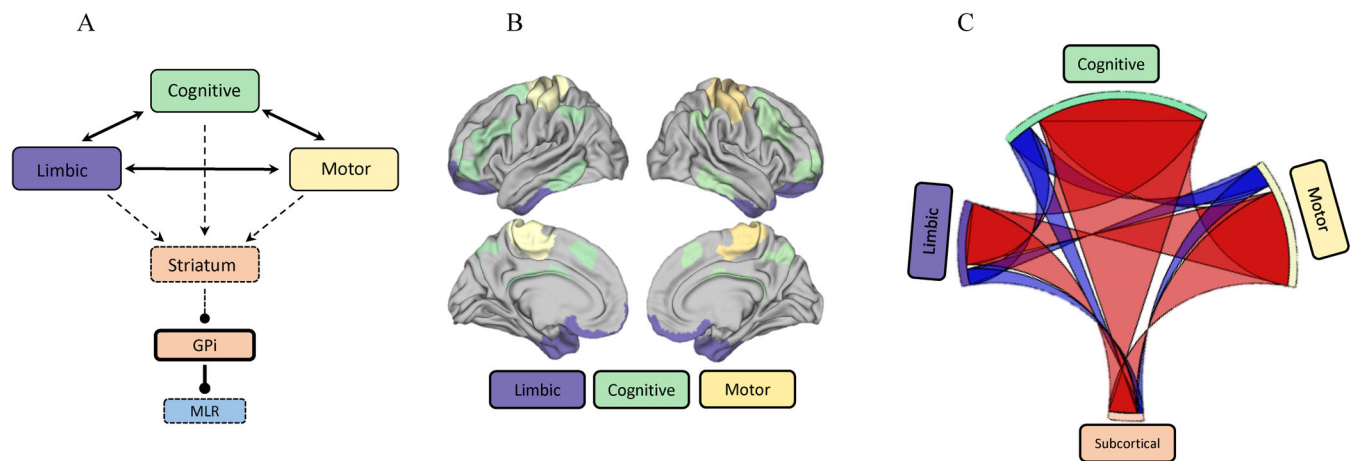 A
Cognitive
Limbic
Motor
Striatum
GPi
MLR
B
Limbic
Cognitive
Motor
C
Cognitive
Limbic
Motor
Subcortical